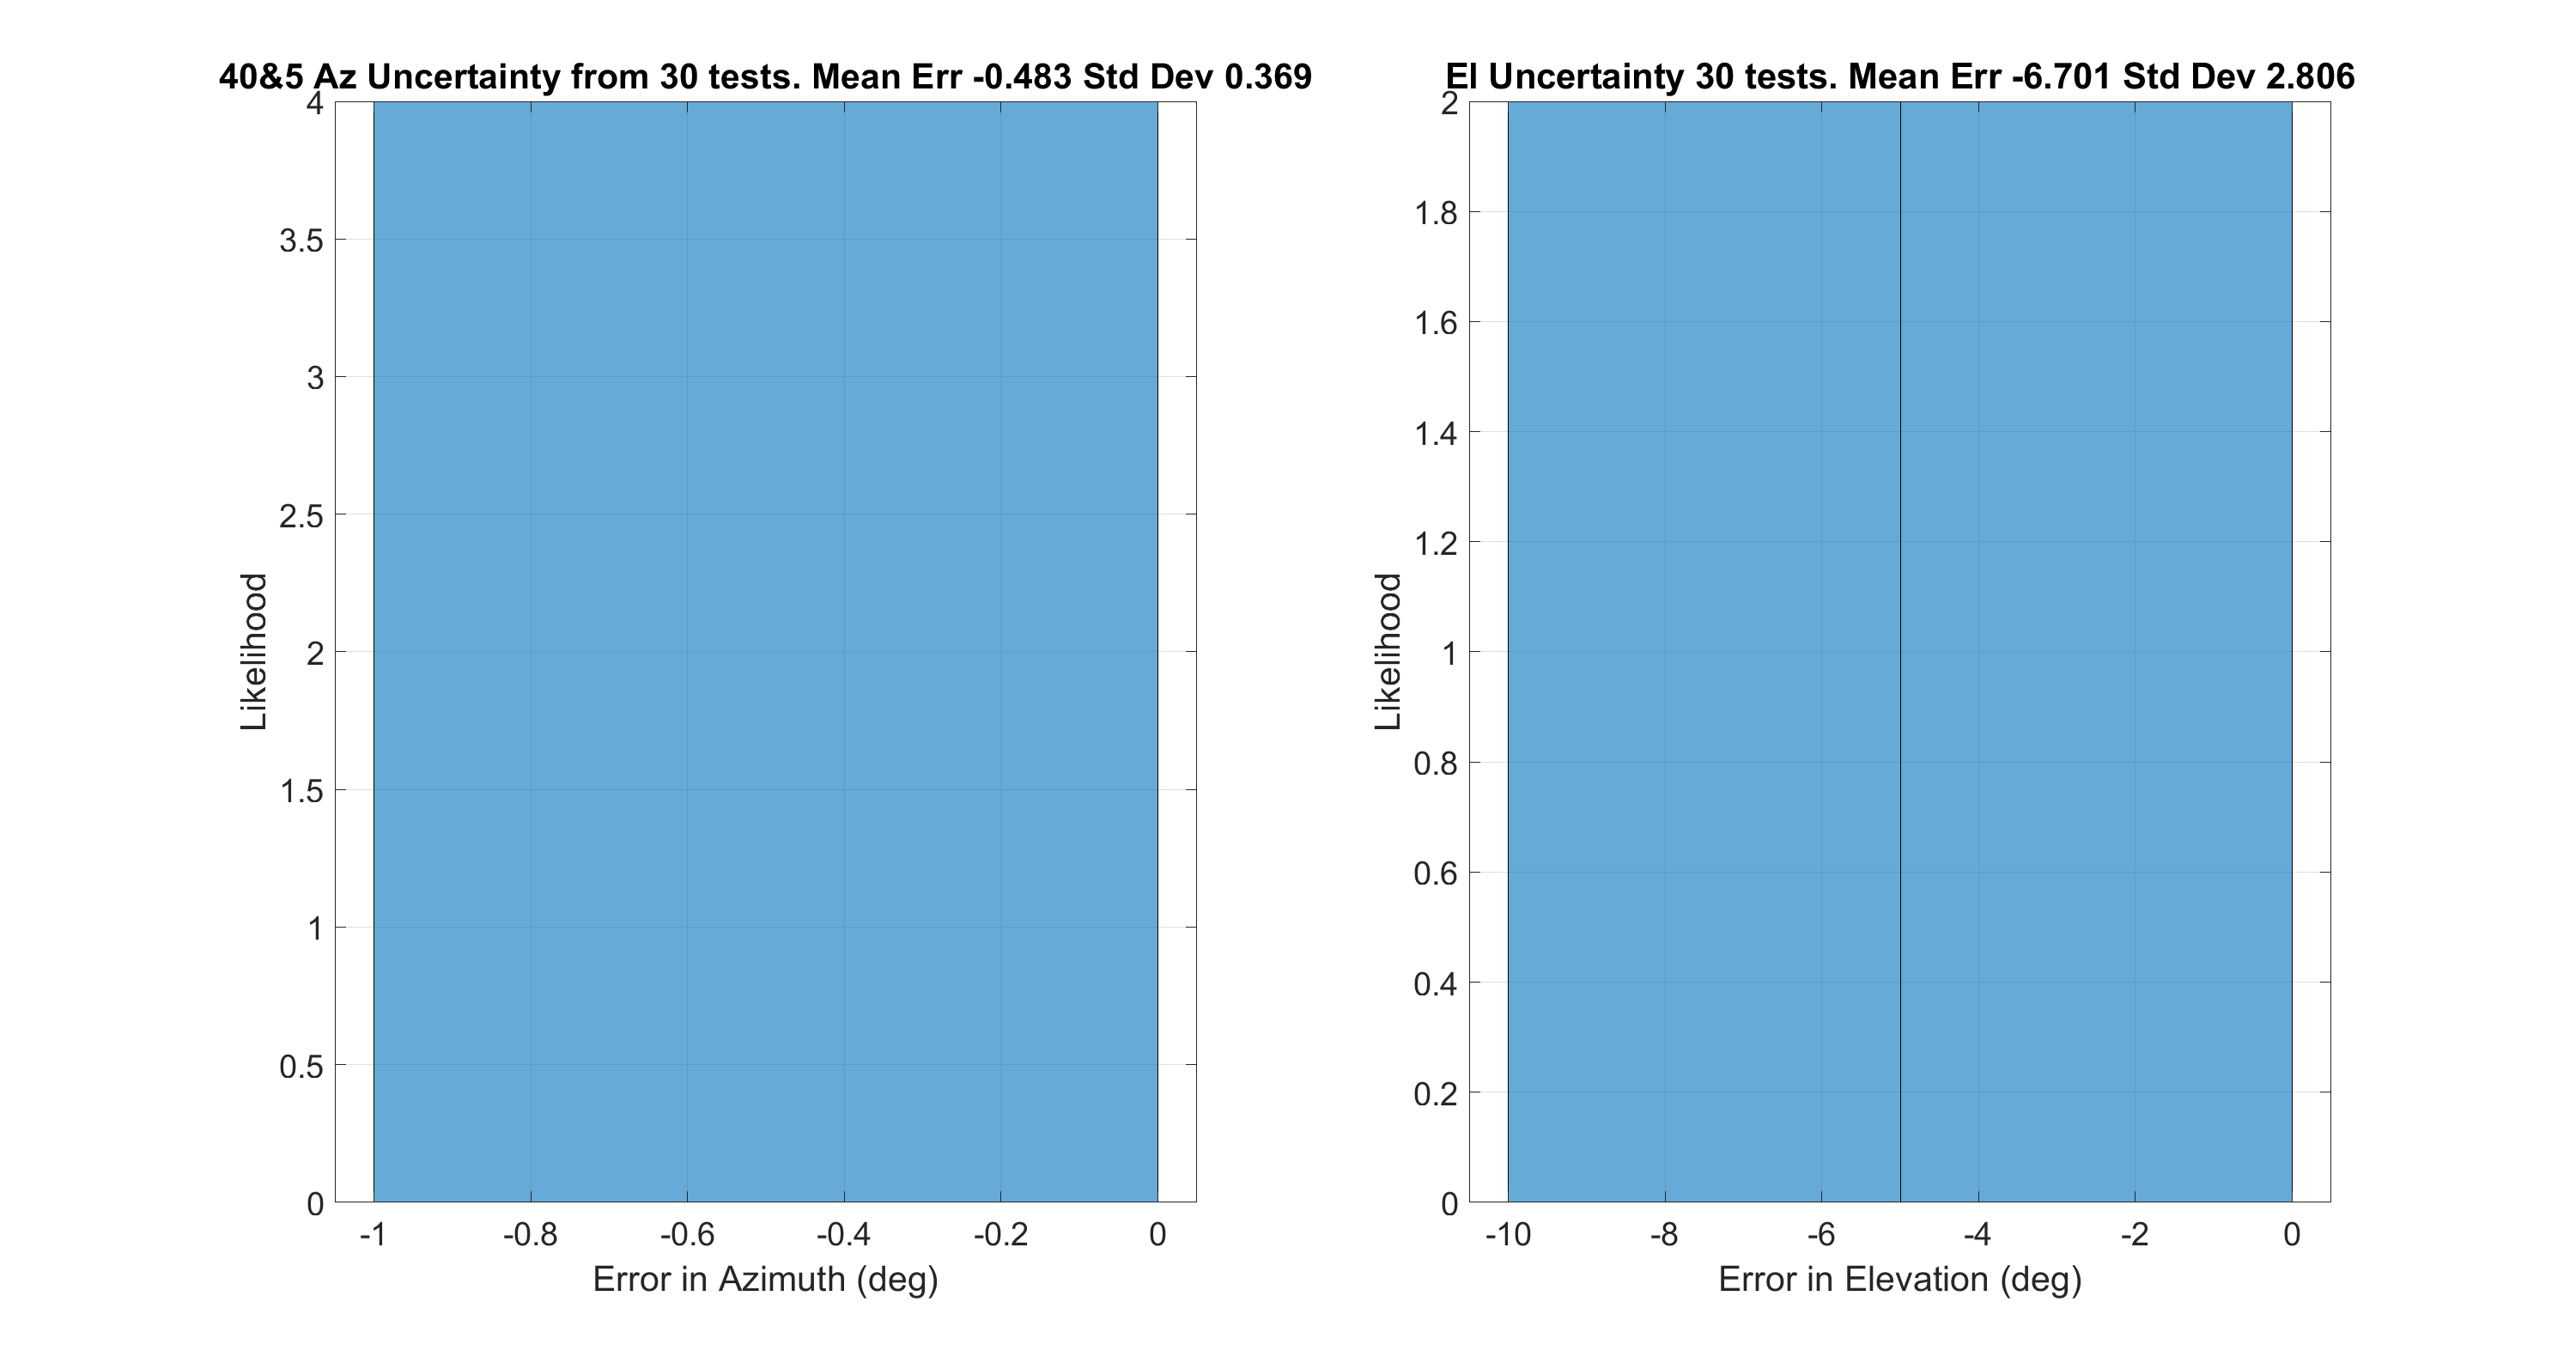 40&5 Az Uncertainty from 30 tests. Mean Err -0.483 Std Dev 0.369
4
3.5
3
2.5
2
1.5
1
0.5
0
Likelihood
-1 -0.8 -0.6 -0.4 -0.2 0
Error in Azimuth (deg)
El Uncertainty 30 tests. Mean Err -6.701 Std Dev 2.806
2
1.8
1.6
1.4
1.2
1
0.8
0.6
0.4
0.2
0
Likelihood
-10 -8 -6 -4 -2 0
Error in Elevation (deg)